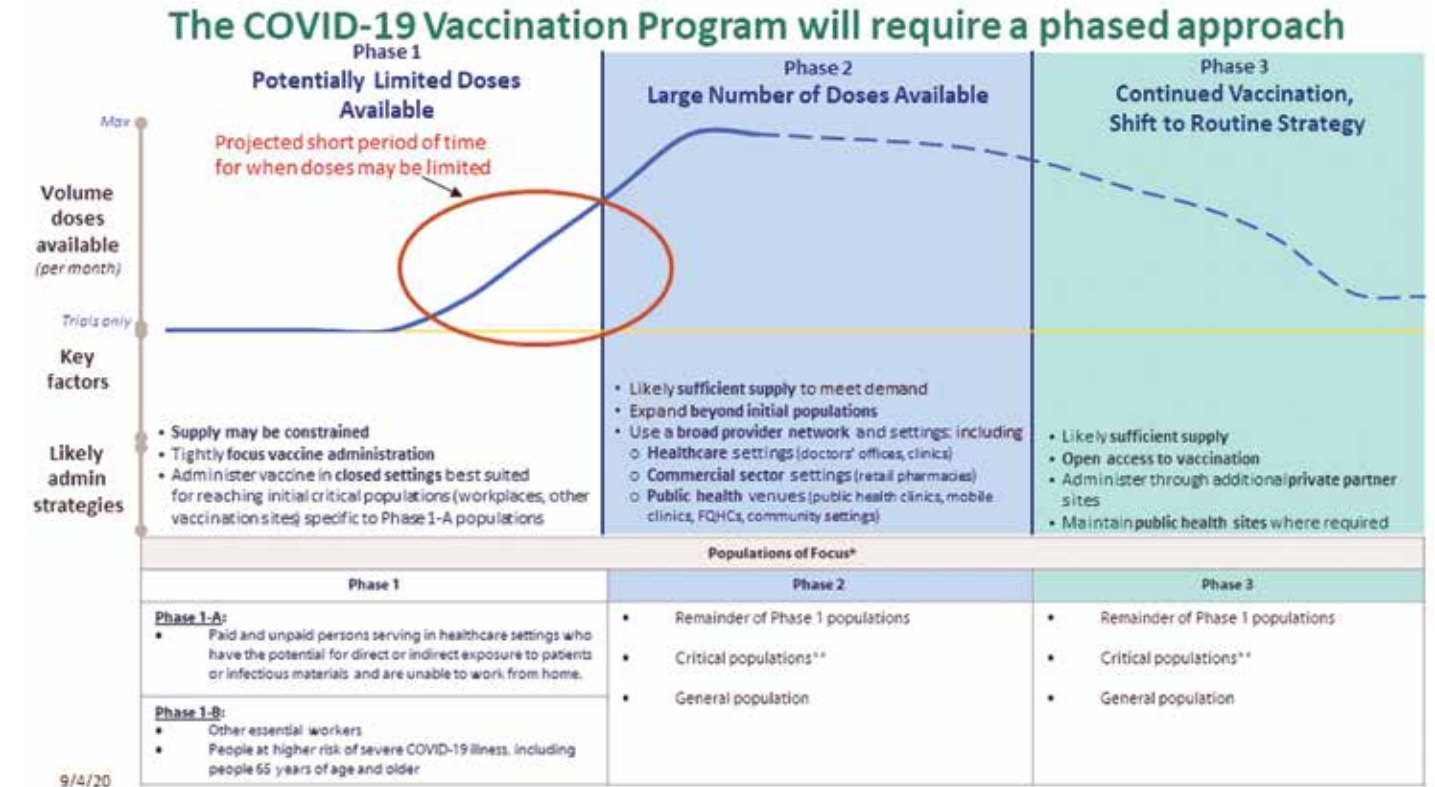 The COVID-19 Vaccination Program will require a phased approach
Phase 1
Potentially Limited Doses
Available
Projected short period of time
for when doses may be limited
Phase 2
Large Number of Doses Available
Phase 3
Continued Vaccination,
Shift to Routine Strategy
Max
Volume
doses
available
(per month)
Trials only
Key
factors
Likely
admin
strategies
• Supply may be constrained
• Tightly focus vaccine administration
• Administer vaccine in closed settings best suited
for reaching initial critical populations (workplaces, other
vaccination sites) specific to Phase 1-A populations
• Likely sufficient supply to meet demand
• Expand beyond initial populations
• Use a broad provider network and settings including
o Healthcare settings (doctors' offices, clinics)
o Commercial sector settings (retail pharmacies)
o Public health venues (public health clinics, mobile
clinics, FQHCs, community settings)
• Likely sufficient supply
• Open access to vaccination
• Administer through additional private partner
sites
• Maintain public health sites where required
Populations of Focus*
Phase 1
Phase 2
Phase 3
Phase 1-A:
• Paid and unpaid persons serving in healthcare settings who
have the potential for direct or indirect exposure to patients
or infectious materials and are unable to work from home.
Phase 1-B:
• Other essential workers
• People at higher risk of severe COVID-19 illness, including
people 65 years of age and older
• Remainder of Phase 1 populations
• Critical populations**
• General population
• Remainder of Phase 1 populations
• Critical populations**
• General population
9/4/20